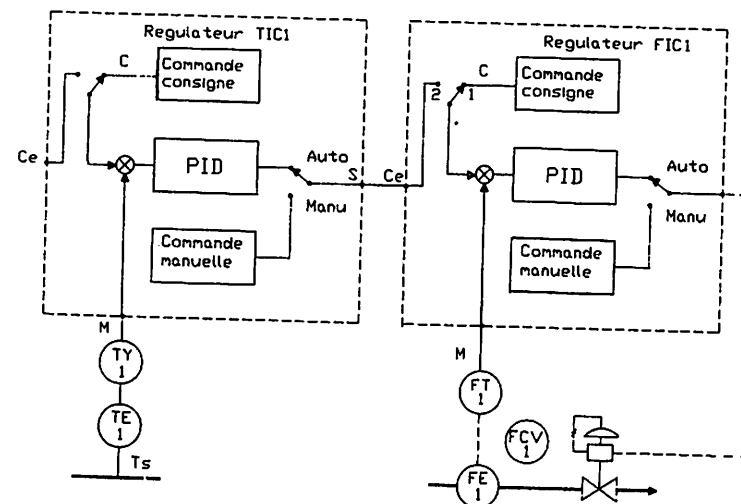 Regulateur TIC1
C
Commande
consigne
Ce
PID
Auto
S
Manu
Commande
manuelle
M
TY
1
TE
1
Ts
Regulateur FIC1
C
2
1
Commande
consigne
Ce
PID
Auto
Manu
Commande
manuelle
M
FT
1
FCV
1
FE
1